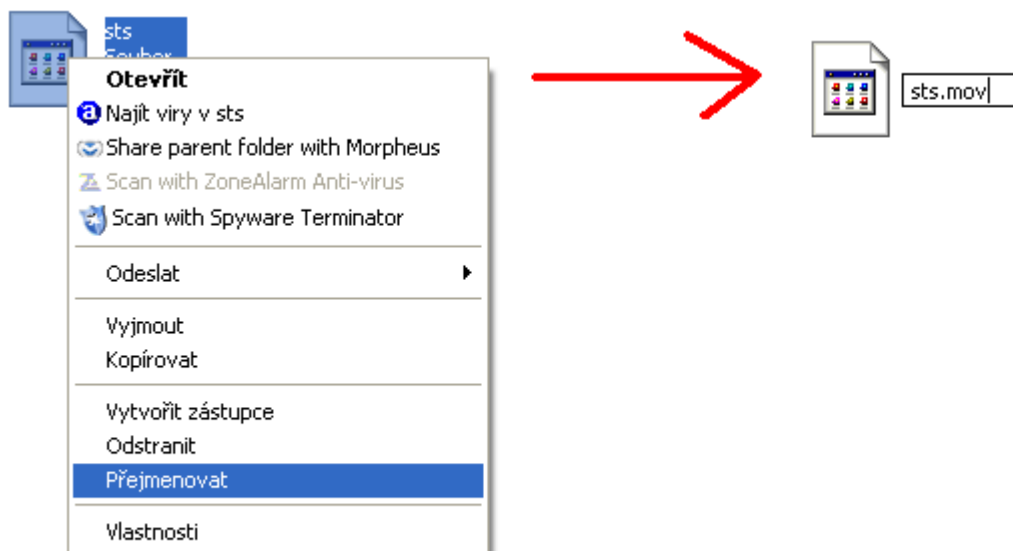 sts
Soubor
Otevřít
Najít viry v sts
Share parent folder with Morpheus
Scan with ZoneAlarm Anti-virus
Scan with Spyware Terminator
Odeslat
Vyjmout
Kopírovat
Vytvořit zástupce
Odstranit
Přejmenovat
Vlastnosti
sts.mov